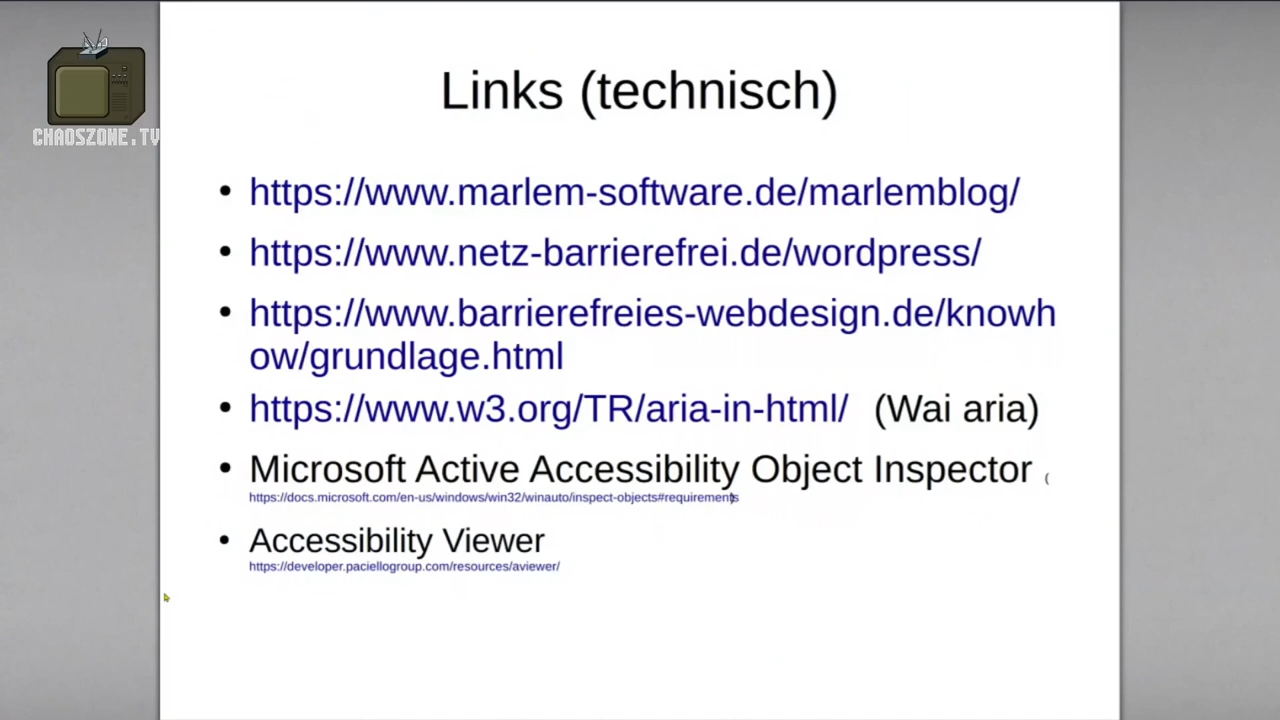 CHAOSZONE.TV
Links (technisch)
• https://www.marlem-software.de/marlemblog/
• https://www.netz-barrierefrei.de/wordpress/
• https://www.barrierefreies-webdesign.de/knowh
ow/grundlage.html
• https://www.w3.org/TR/aria-in-html/ (Wai aria)
• Microsoft Active Accessibility Object Inspector (
https://docs.microsoft.com/en-us/windows/win32/winauto/inspect-objects#requirements)
• Accessibility Viewer
https://developer.paciellogroup.com/resources/aviewer/